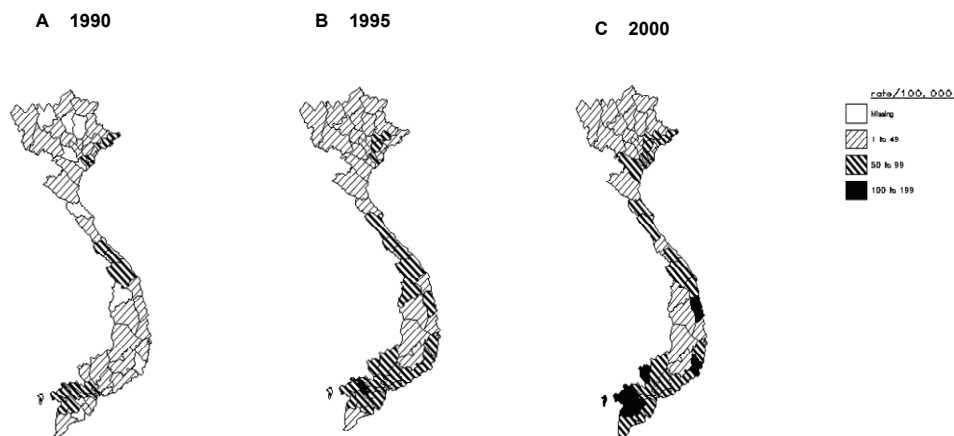 A 1990
B 1995
C 2000
rate/100,000
Missing
1 to 49
50 to 99
100 to 199